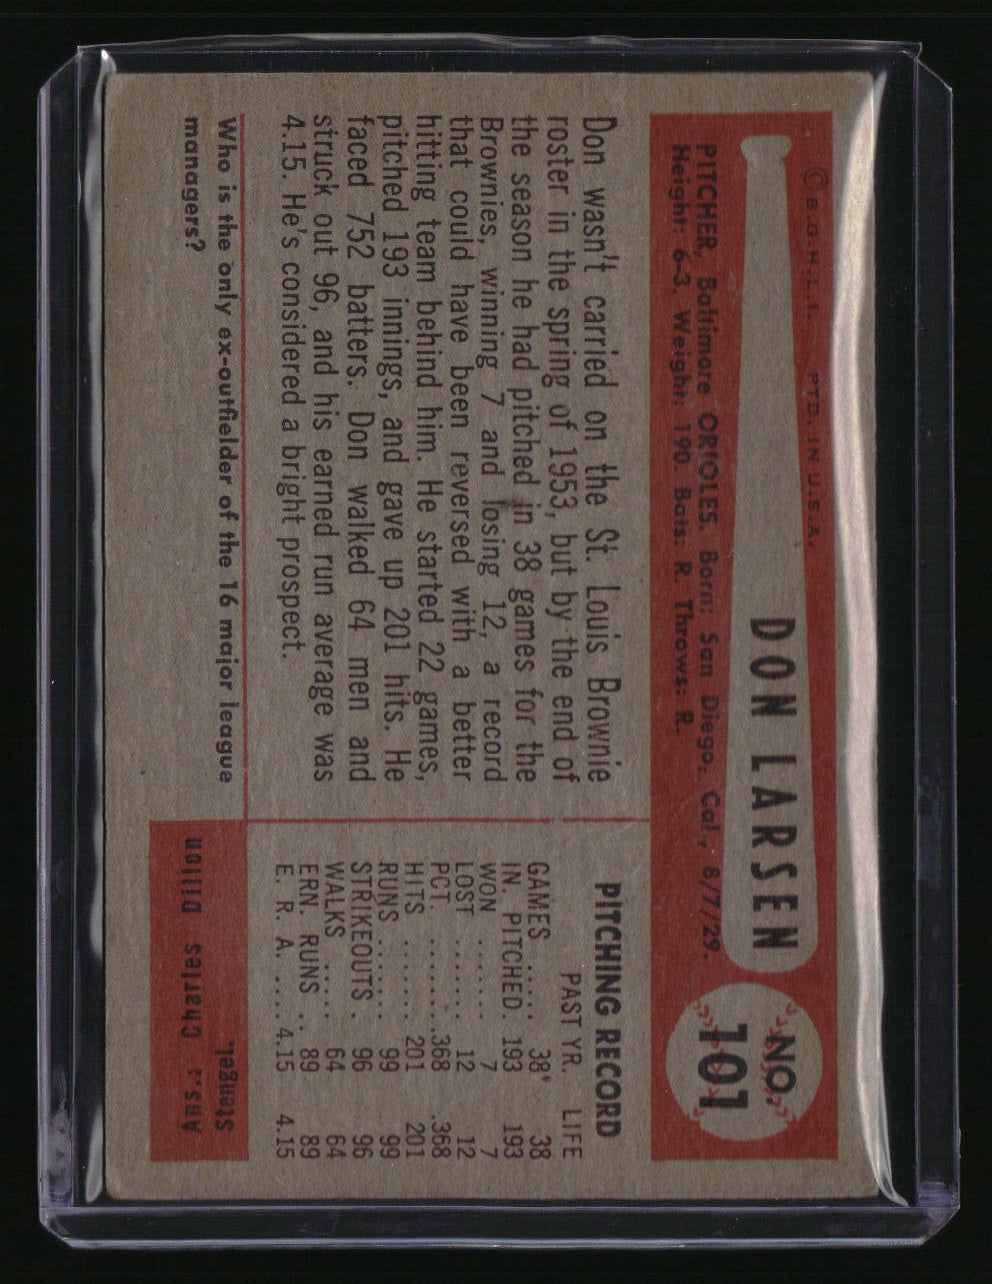 ©B.G.H.L.I. PTD. IN U.S.A.
DON LARSEN
NO.
101
PITCHER, Baltimore ORIOLES. Born: San Diego, Cal., 8/7/29.
Height: 6-3. Weight: 190. Bats: R. Throws: R.
Don wasn't carried on the St. Louis Brownie
roster in the spring of 1953, but by the end of
the season he had pitched in 38 games for the
Brownies, winning 7 and losing 12, a record
that could have been reversed with a better
hitting team behind him. He started 22 games,
pitched 193 innings, and gave up 201 hits. He
faced 752 batters. Don walked 64 men and
struck out 96, and his earned run average was
4.15. He's considered a bright prospect.
PITCHING RECORD
PAST YR. LIFE
GAMES ..... 38' 38
IN. PITCHED. 193 193
WON ....... 7 7
LOST ...... 12 12
PCT. ........ .368 .368
HITS ....... 201 201
RUNS ...... 99 99
STRIKEOUTS . 96 96
WALKS ..... 64 64
ERN. RUNS .. 89 89
E. R. A. .... 4.15 4.15
Who is the only ex-outfielder of the 16 major league
managers?
Ans.: Charles Dillon
Stengel.